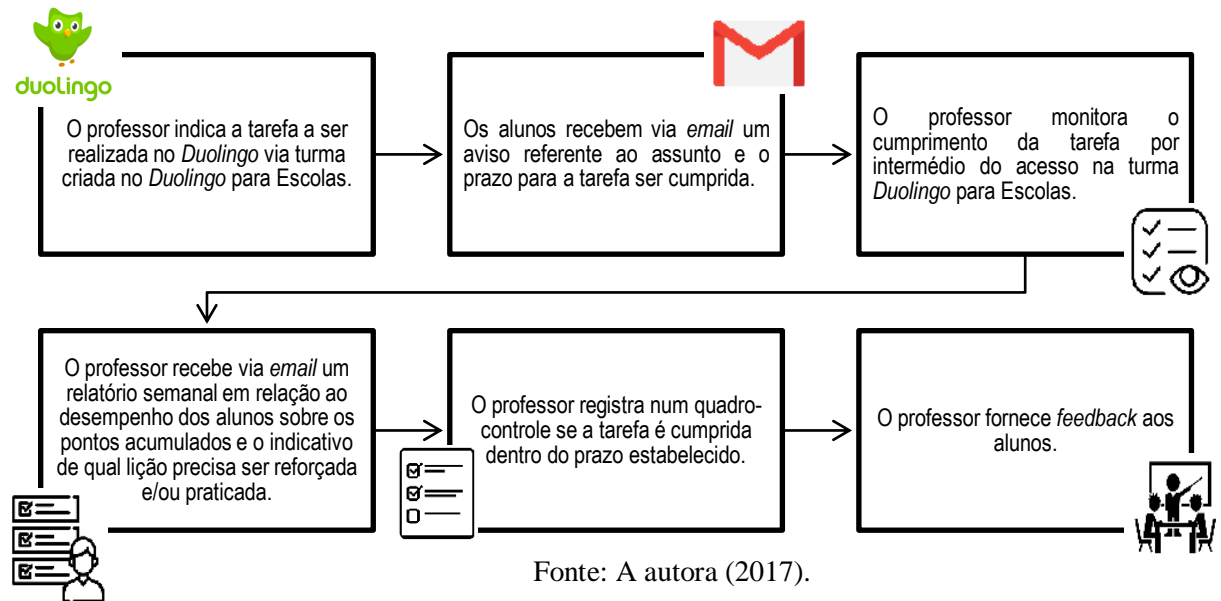 duolingo
O professor indica a tarefa a ser
realizada no Duolingo via turma
criada no Duolingo para Escolas.
Os alunos recebem via email um
aviso referente ao assunto e o
prazo para a tarefa ser cumprida.
O professor monitora o
cumprimento da tarefa por
intermédio do acesso na turma
Duolingo para Escolas.
O professor recebe via email um
relatório semanal em relação ao
desempenho dos alunos sobre os
pontos acumulados e o indicativo
de qual lição precisa ser reforçada
e/ou praticada.
O professor registra num quadro-
controle se a tarefa é cumprida
dentro do prazo estabelecido.
O professor fornece feedback aos
alunos.
Fonte: A autora (2017).